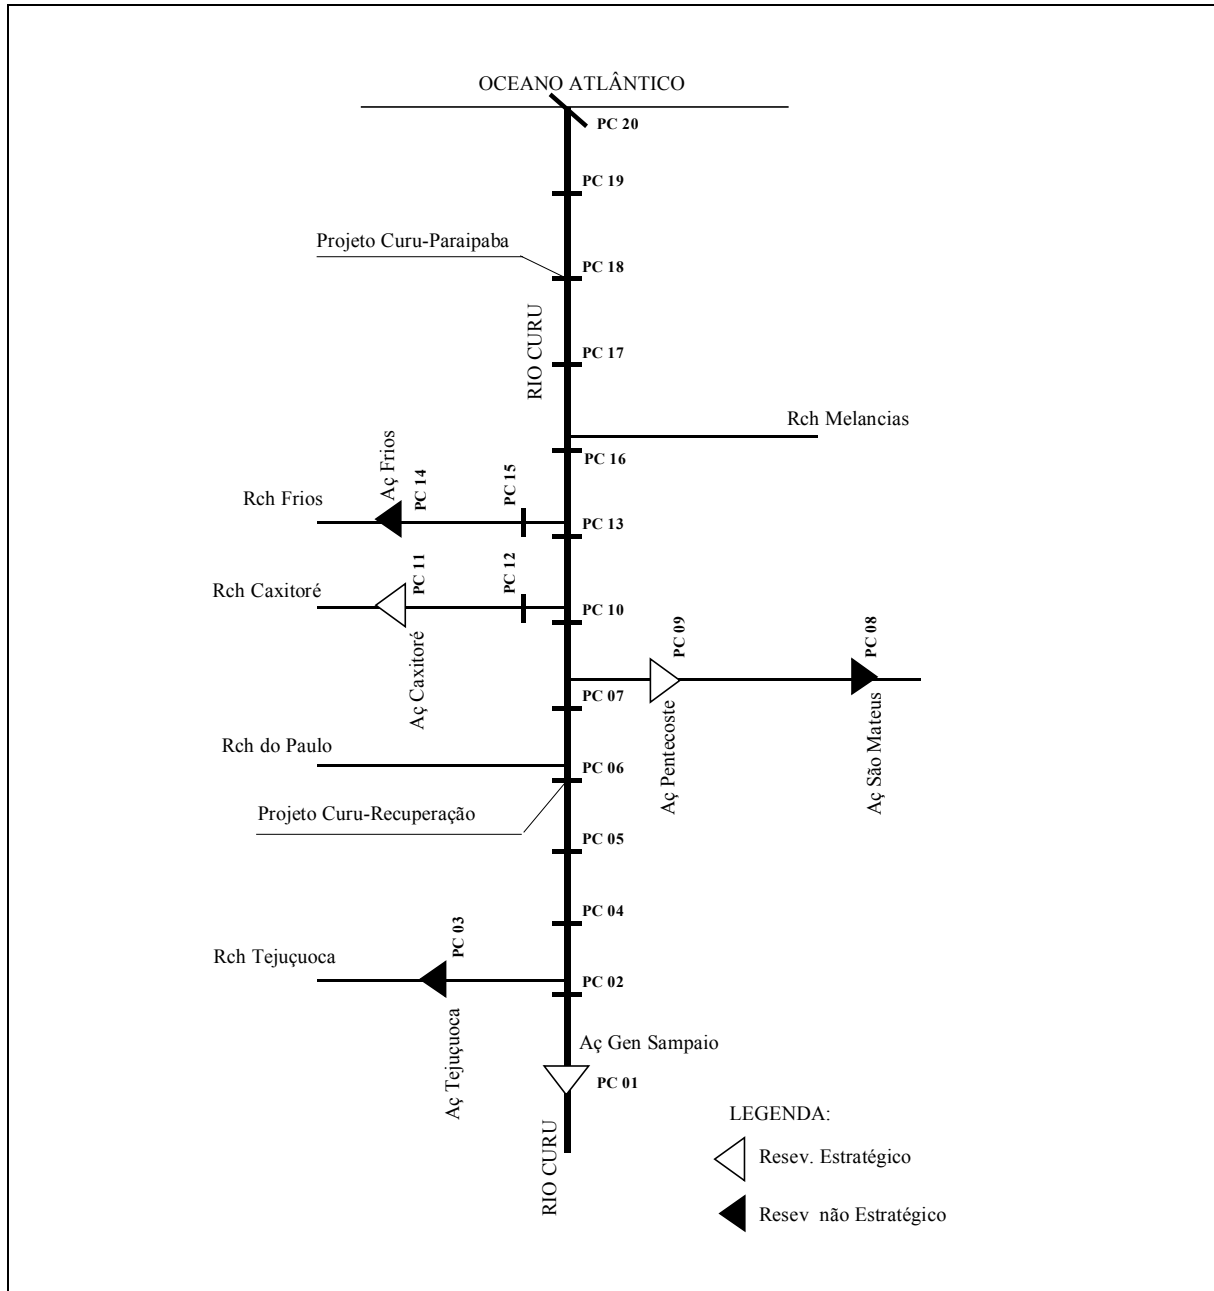 OCEANO ATLÂNTICO
PC 20
PC 19
Projeto Curu-Paraipaba
PC 18
RIO CURU
PC 17
Rch Melancias
PC 16
Aç Frios
PC 14
PC 15
Rch Frios
PC 13
PC 11
PC 12
Rch Caxitoré
PC 10
Aç Caxitoré
PC 09
PC 08
PC 07
Aç Pentecoste
Aç São Mateus
Rch do Paulo
PC 06
Projeto Curu-Recuperação
PC 05
PC 04
PC 03
Rch Tejuçuoca
PC 02
Aç Tejuçuoca
Aç Gen Sampaio
PC 01
RIO CURU
LEGENDA:
Resev. Estratégico
Resev não Estratégico